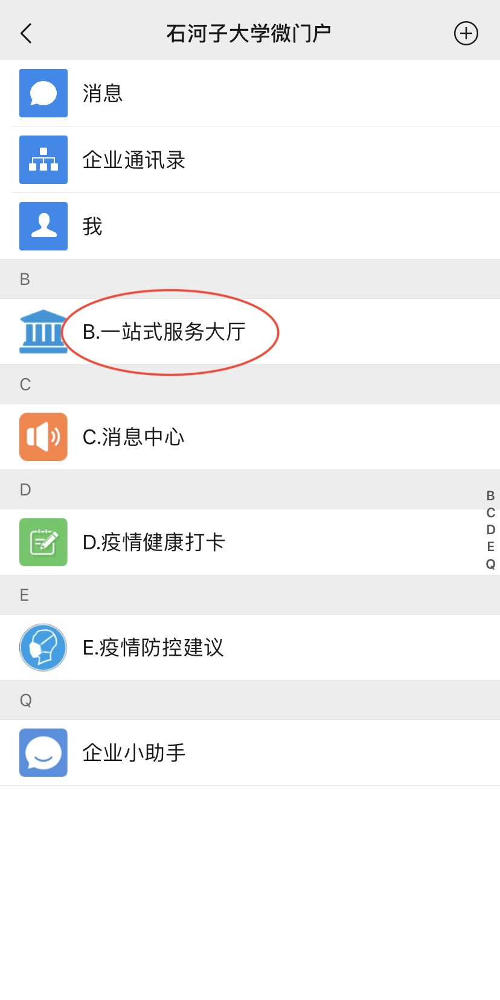 石河子大学微门户
消息
企业通讯录
我
B
B.一站式服务大厅
C
C.消息中心
D
D.疫情健康打卡
E
E.疫情防控建议
Q
企业小助手
B
C
D
E
Q